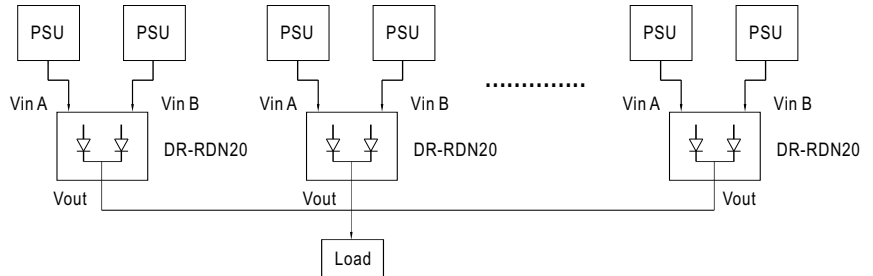 PSU PSU PSU PSU PSU PSU
Vin A Vin B Vin A Vin B Vin A Vin B
DR-RDN20 DR-RDN20 DR-RDN20
Vout Vout Vout
Load